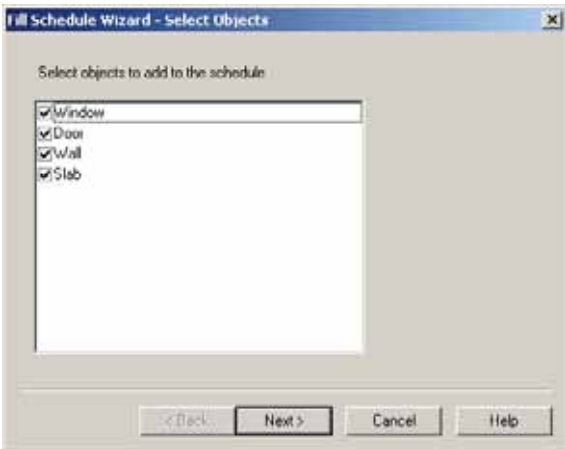 Fill Schedule Wizard - Select Objects
Select objects to add to the schedule
Window
Door
Wall
Slab
< Back
Next >
Cancel
Help